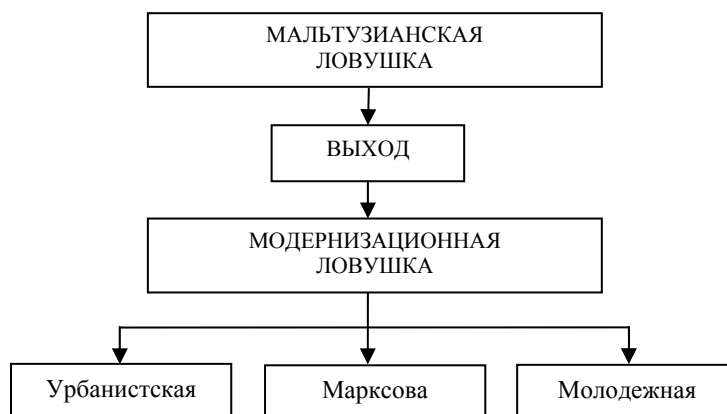 МАЛЬТУЗИАНСКАЯ
ЛОВУШКА
ВЫХОД
МОДЕРНИЗАЦИОННАЯ
ЛОВУШКА
Урбанистская
Марксова
Молодежная